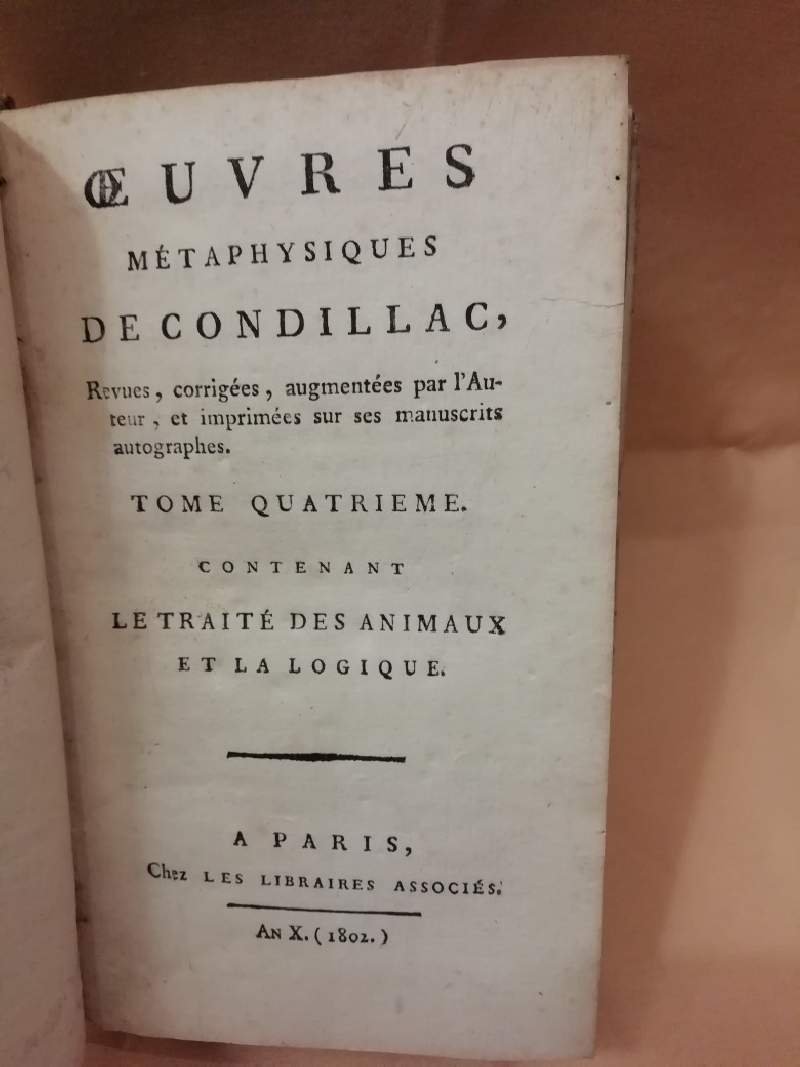 ŒUVRES
MÉTAPHYSIQUES
DE CONDILLAC,
Revues, corrigées, augmentées par l'Au-
teur, et imprimées sur ses manuscrits
autographes.
TOME QUATRIEME.
CONTENANT
LE TRAITÉ DES ANIMAUX
ET LA LOGIQUE.
A PARIS,
Chez LES LIBRAIRES ASSOCIÉS.
AN X. (1802.)